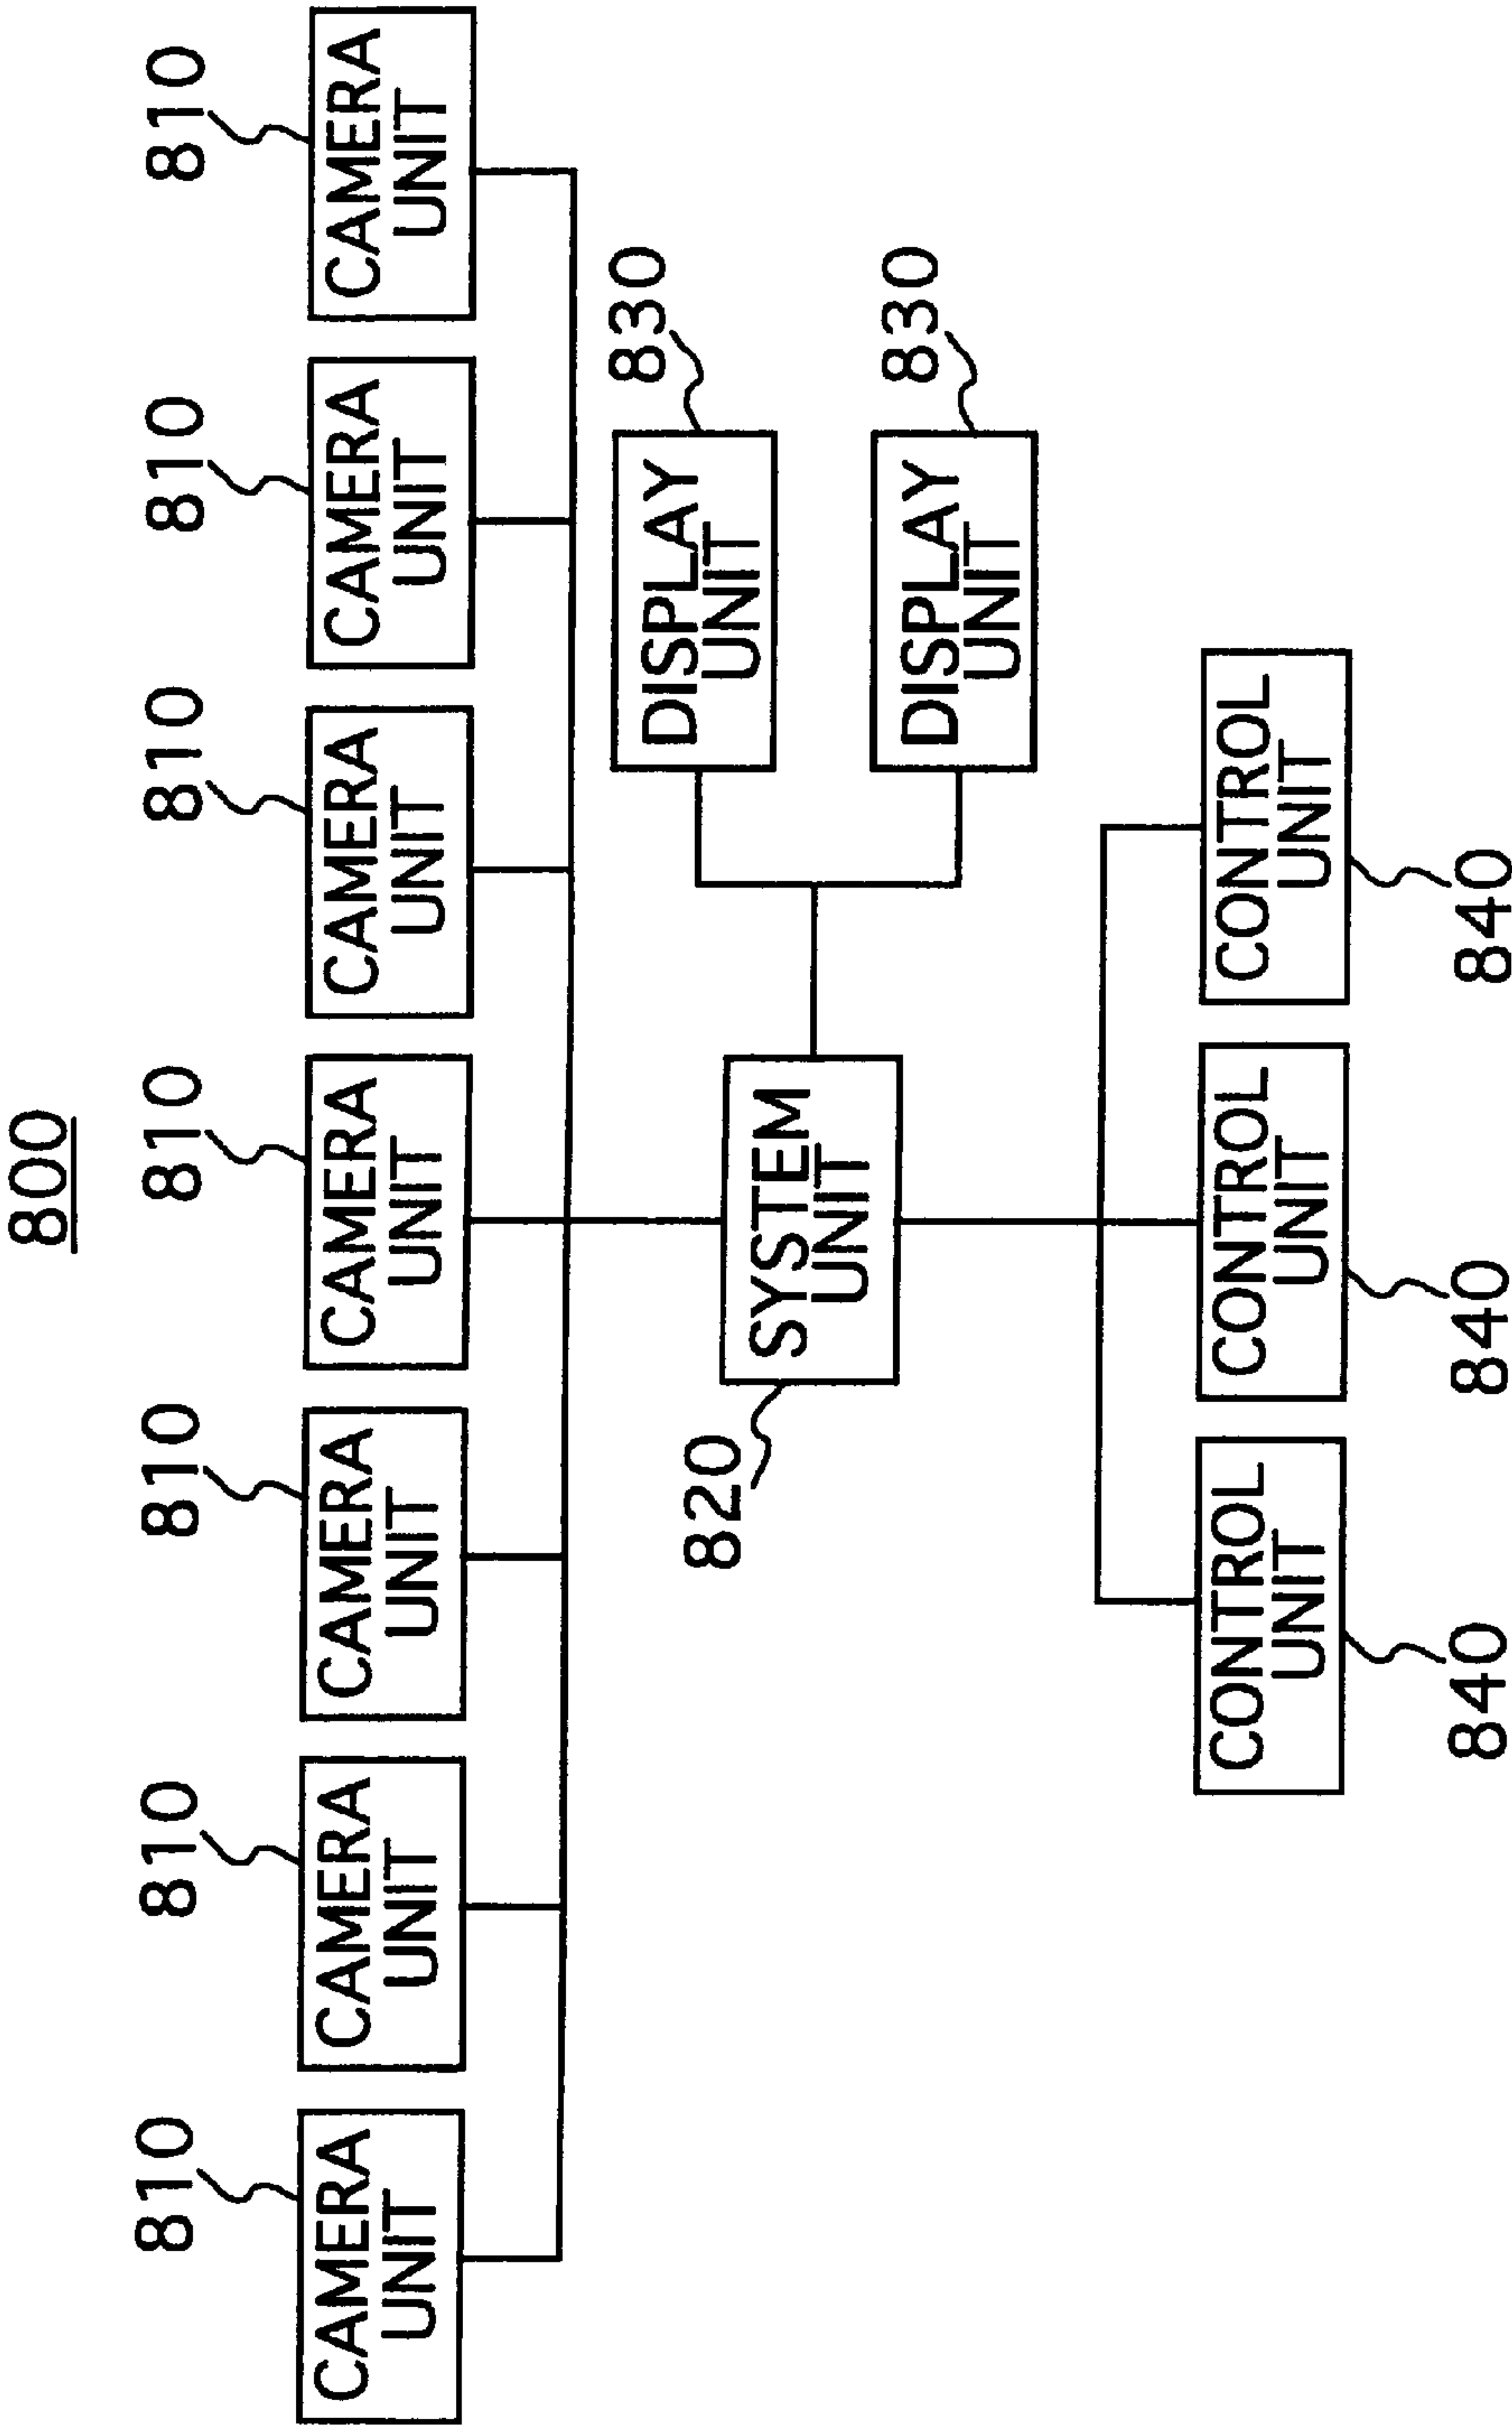 800
810 810 810 810 810 810 810
CAMERA UNIT
CAMERA UNIT
CAMERA UNIT
CAMERA UNIT
CAMERA UNIT
CAMERA UNIT
CAMERA UNIT
830
DISPLAY UNIT
820
SYSTEM UNIT
830
DISPLAY UNIT
CONTROL UNIT
CONTROL UNIT
CONTROL UNIT
840 840 840